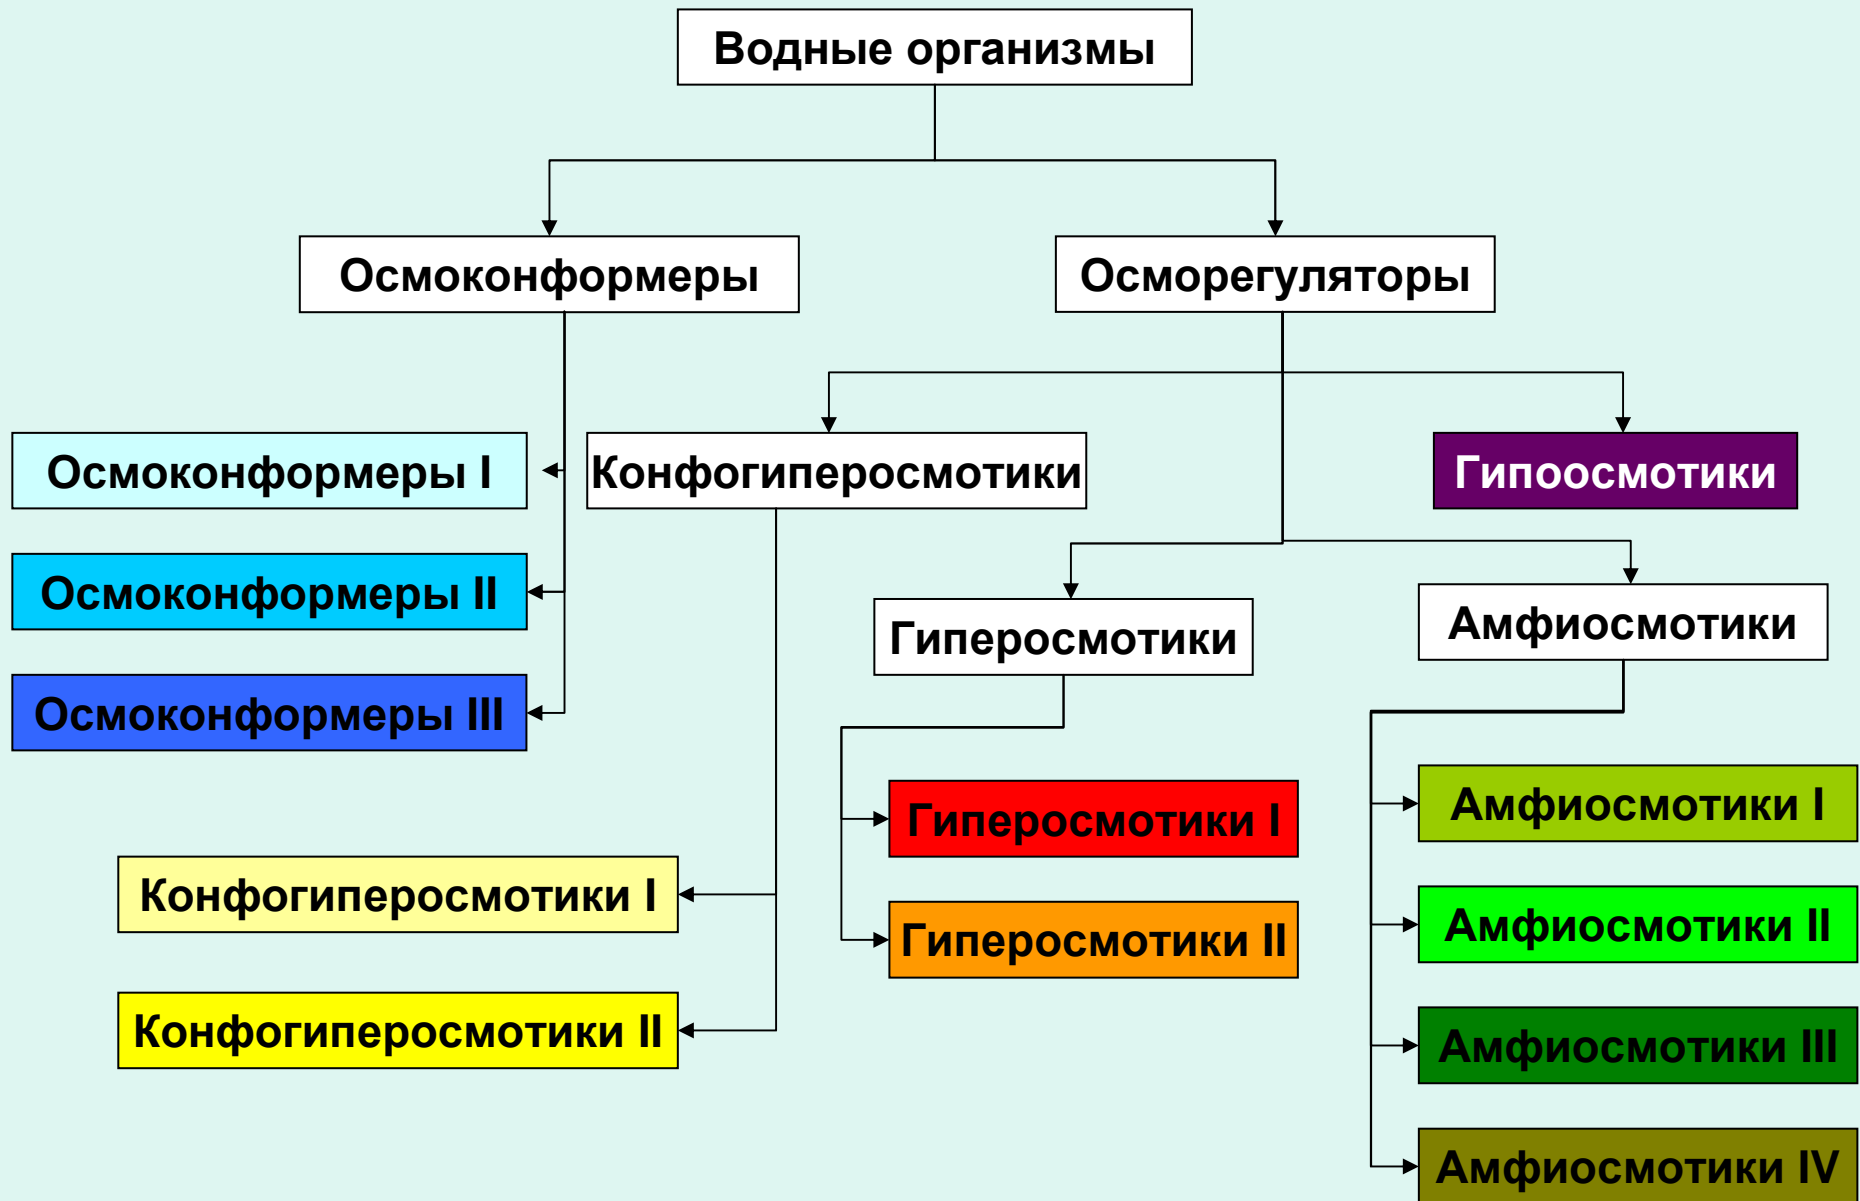 Водные организмы
Осмоконформеры
Осморегуляторы
Осмоконформеры I
Конфогиперосмотики
Гипоосмотики
Осмоконформеры II
Гиперосмотики
Амфиосмотики
Осмоконформеры III
Гиперосмотики I
Амфиосмотики I
Конфогиперосмотики I
Гиперосмотики II
Амфиосмотики II
Конфогиперосмотики II
Амфиосмотики III
Амфиосмотики IV